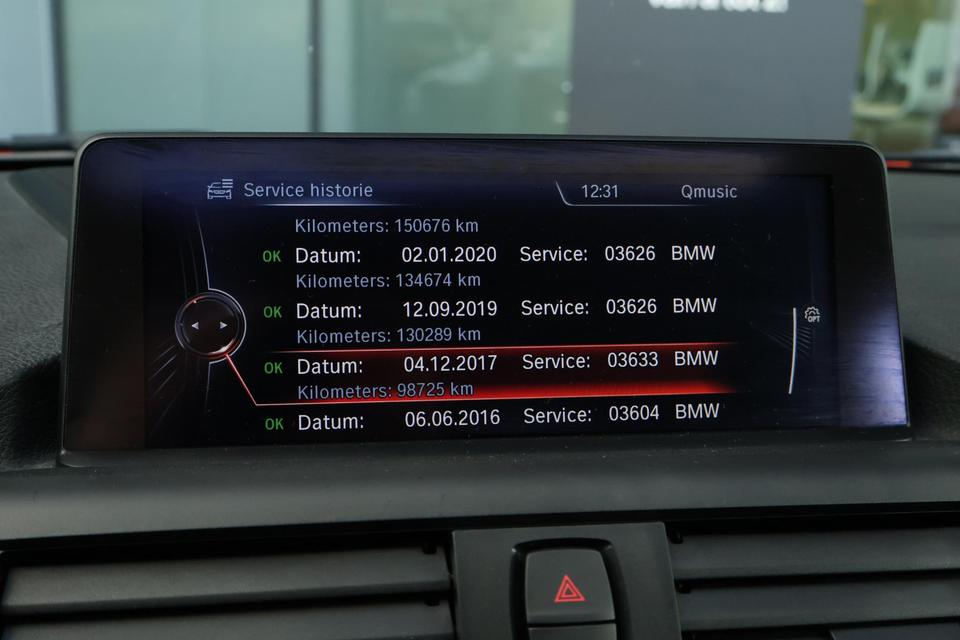 Service historie 12:31 Qmusic
Kilometers: 150676 km
OK Datum: 02.01.2020 Service: 03626 BMW
Kilometers: 134674 km
OK Datum: 12.09.2019 Service: 03626 BMW
Kilometers: 130289 km
OK Datum: 04.12.2017 Service: 03633 BMW
Kilometers: 98725 km
OK Datum: 06.06.2016 Service: 03604 BMW
OPT